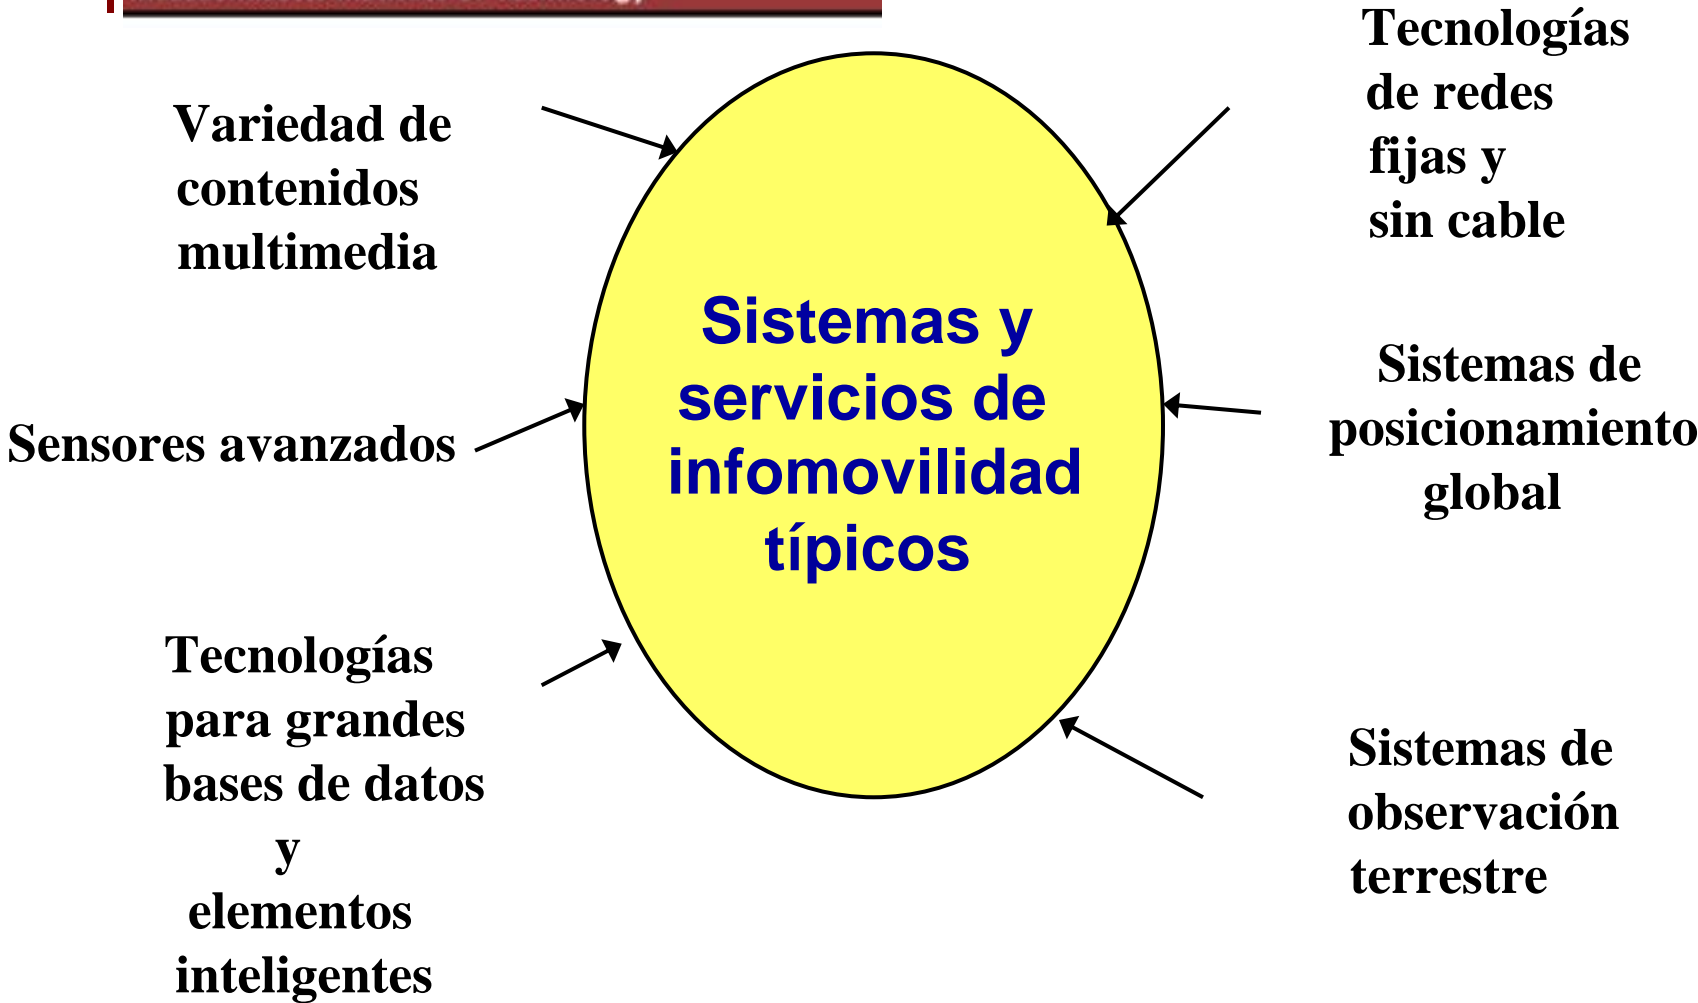 Variedad de
contenidos
multimedia
Sensores avanzados
Tecnologías
para grandes
bases de datos
y
elementos
inteligentes
Sistemas y
servicios de
infomovilidad
típicos
Tecnologías
de redes
fijas y
sin cable
Sistemas de
posicionamiento
global
Sistemas de
observación
terrestre